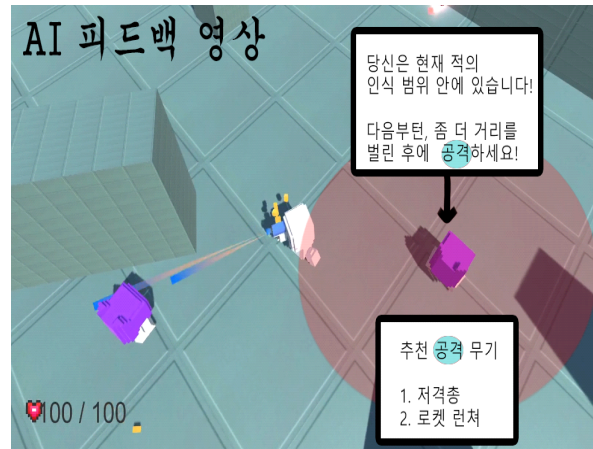 AI 피드백 영상
당신은 현재 적의
인식 범위 안에 있습니다!
다음부턴, 좀 더 거리를
벌린 후에 공격하세요!
추천 공격 무기
1. 저격총
2. 로켓 런쳐
100 / 100